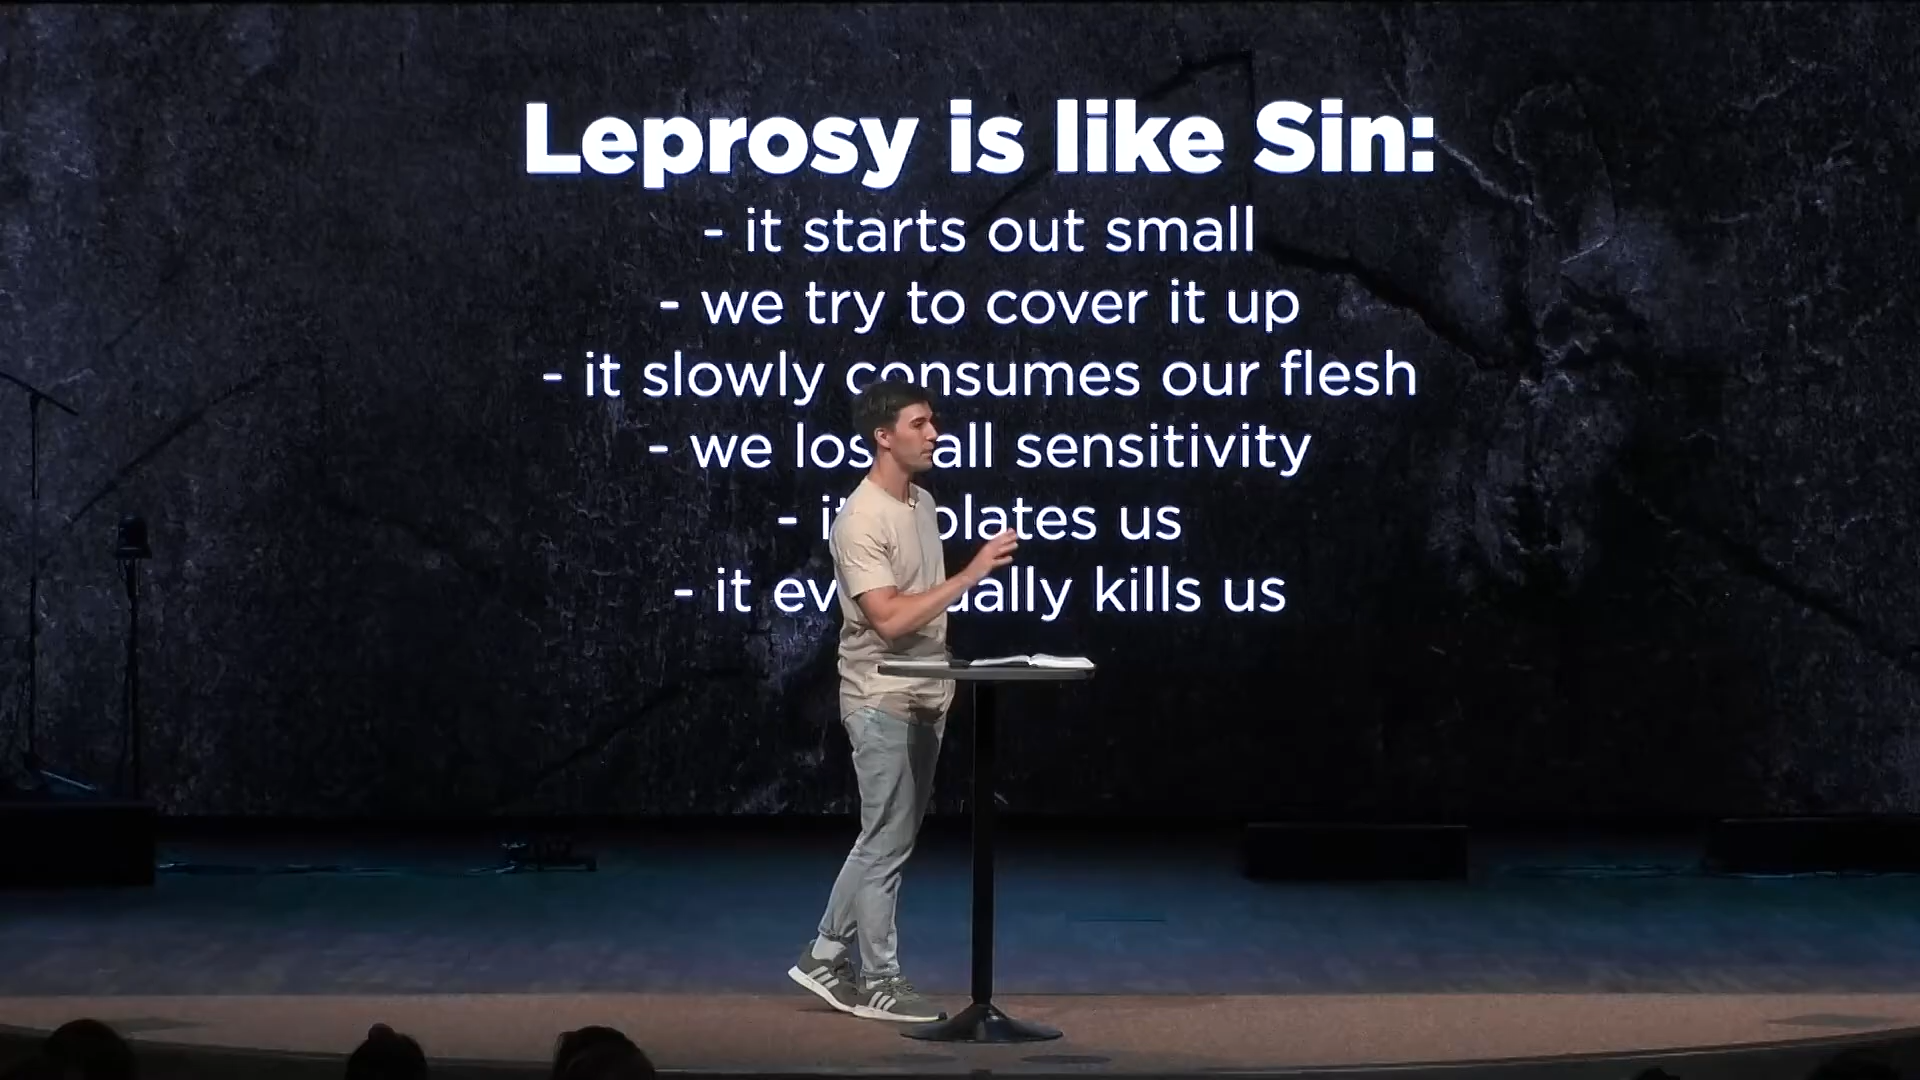 Leprosy is like Sin:
- it starts out small
- we try to cover it up
- it slowly consumes our flesh
- we all sensitivity
- us
- it kills us